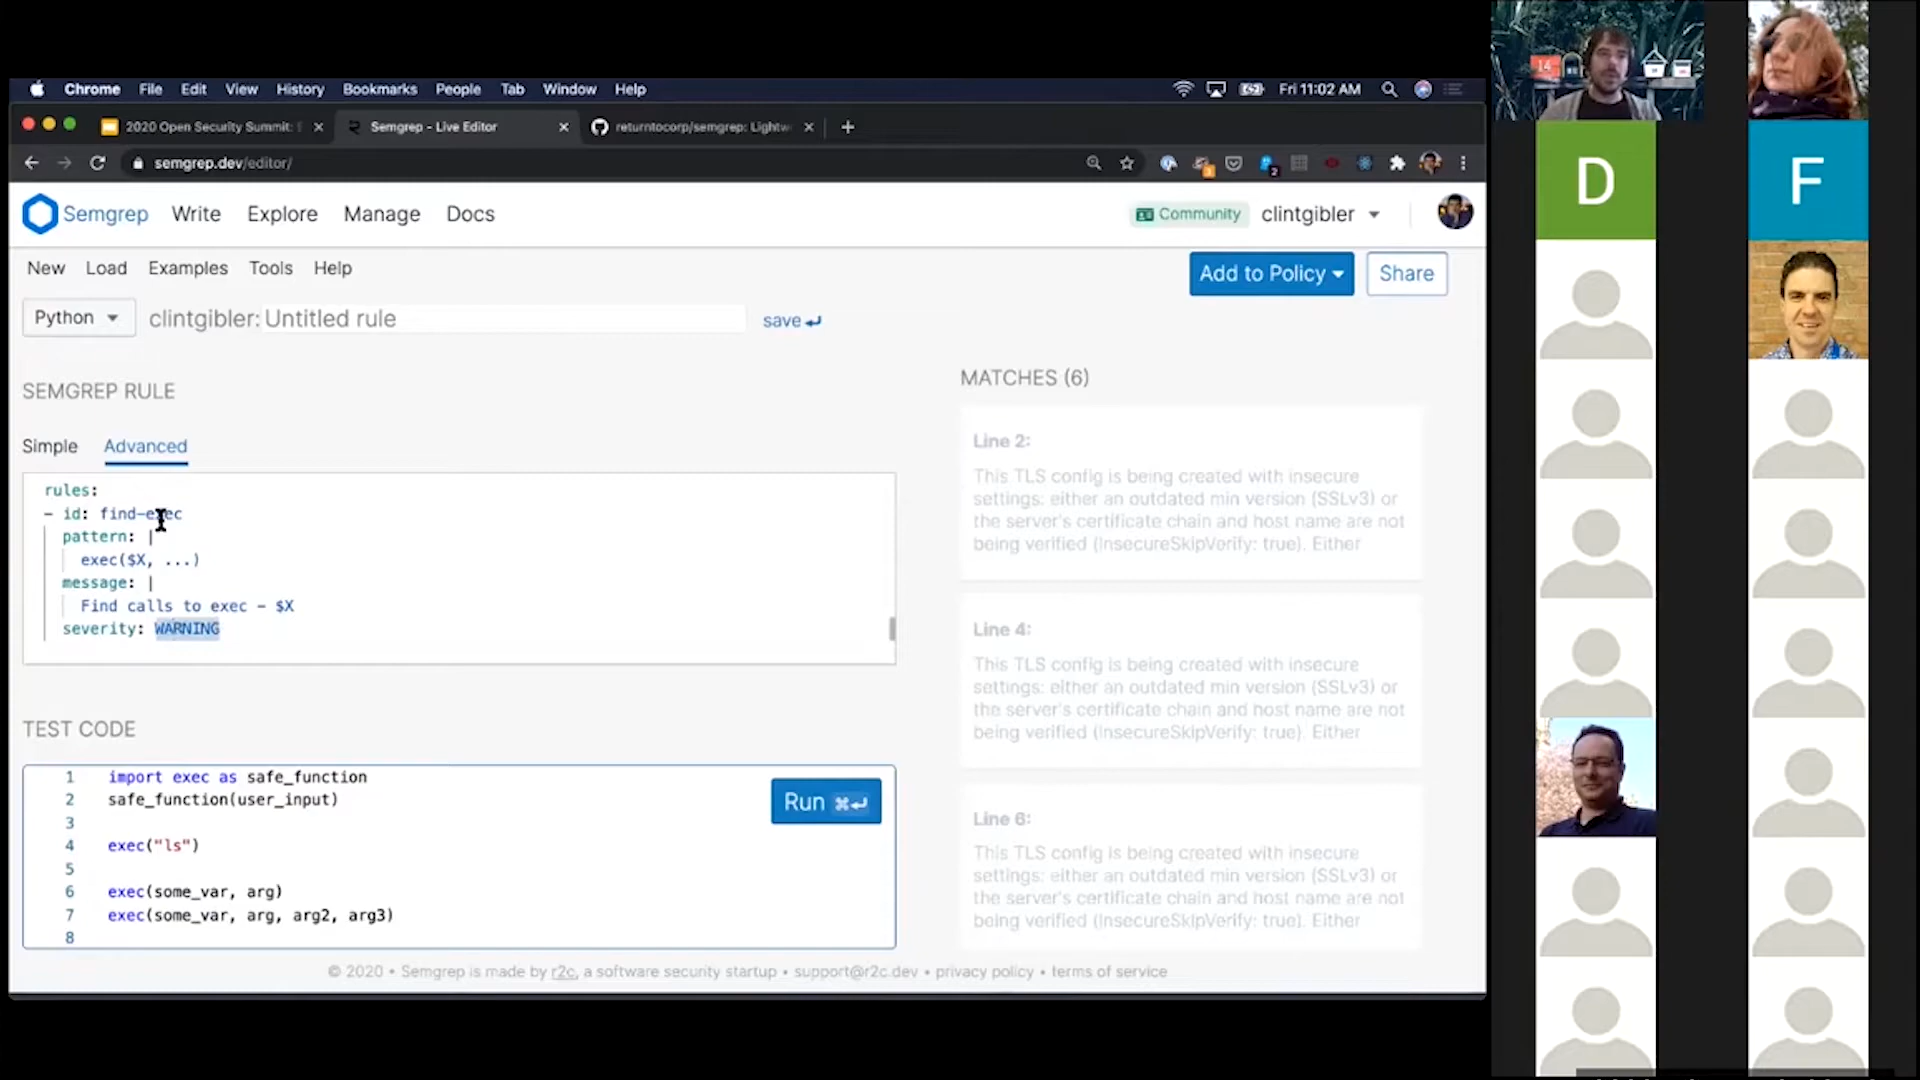 Chrome File Edit View History Bookmarks People Tab Window Help Fri 11:02 AM
2020 Open Security Summit:
Semgrep - Live Editor
returntocorp/semgrep: Lightw
semgrep.dev/editor/
Semgrep Write Explore Manage Docs Community clintgibler
New Load Examples Tools Help Add to Policy Share
Python clintgibler: Untitled rule save
SEMGREP RULE
Simple Advanced
rules:
- id: find-exec
pattern: |
exec($X, ...)
message: |
Find calls to exec - $X
severity: WARNING
TEST CODE
1 import exec as safe_function
2 safe_function(user_input)
3
4 exec("ls")
5
6 exec(some_var, arg)
7 exec(some_var, arg, arg2, arg3)
8
Run
MATCHES (6)
Line 2:
This TLS config is being created with insecure
settings: either an outdated min version (SSLv3) or
the server's certificate chain and host name are not
being verified (InsecureSkipVerify: true). Either
Line 4:
This TLS config is being created with insecure
settings: either an outdated min version (SSLv3) or
the server's certificate chain and host name are not
being verified (InsecureSkipVerify: true). Either
Line 6:
This TLS config is being created with insecure
settings: either an outdated min version (SSLv3) or
the server's certificate chain and host name are not
being verified (InsecureSkipVerify: true). Either
© 2020 • Semgrep is made by r2c, a software security startup • support@r2c.dev • privacy policy • terms of service
14
D
F